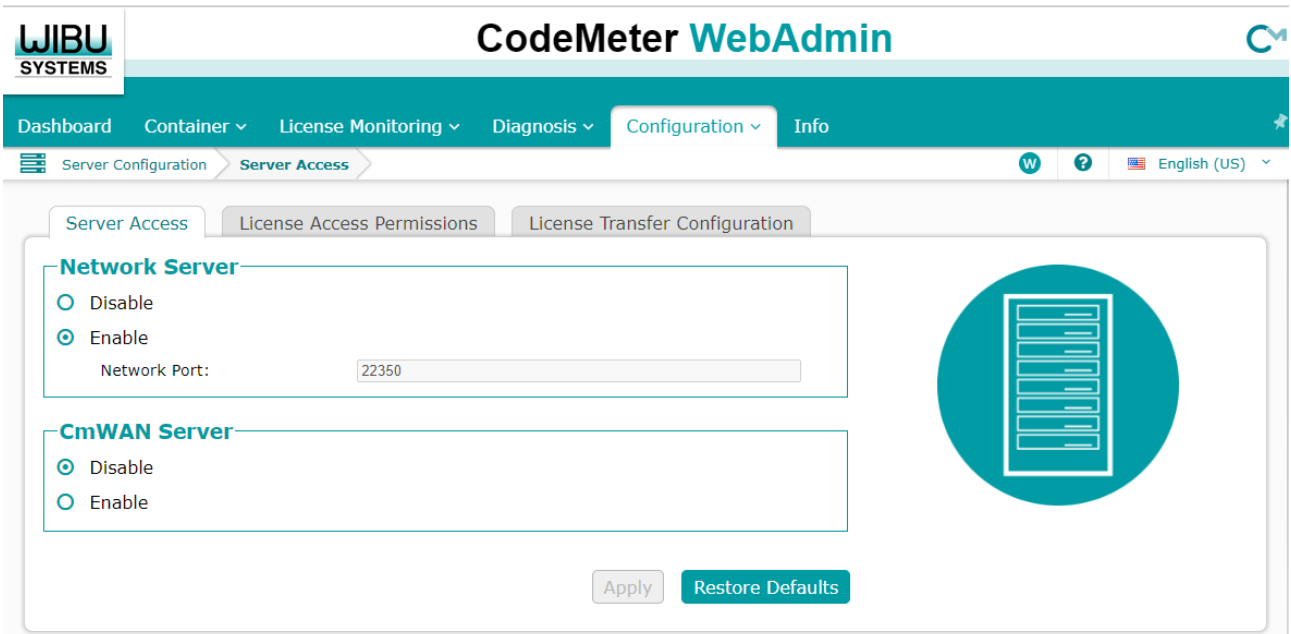 WIBU
SYSTEMS
CodeMeter WebAdmin
CM
Dashboard Container License Monitoring Diagnosis Configuration Info
Server Configuration Server Access W ? English (US)
Server Access License Access Permissions License Transfer Configuration
Network Server
Disable
Enable
Network Port: 22350
CmWAN Server
Disable
Enable
Apply Restore Defaults